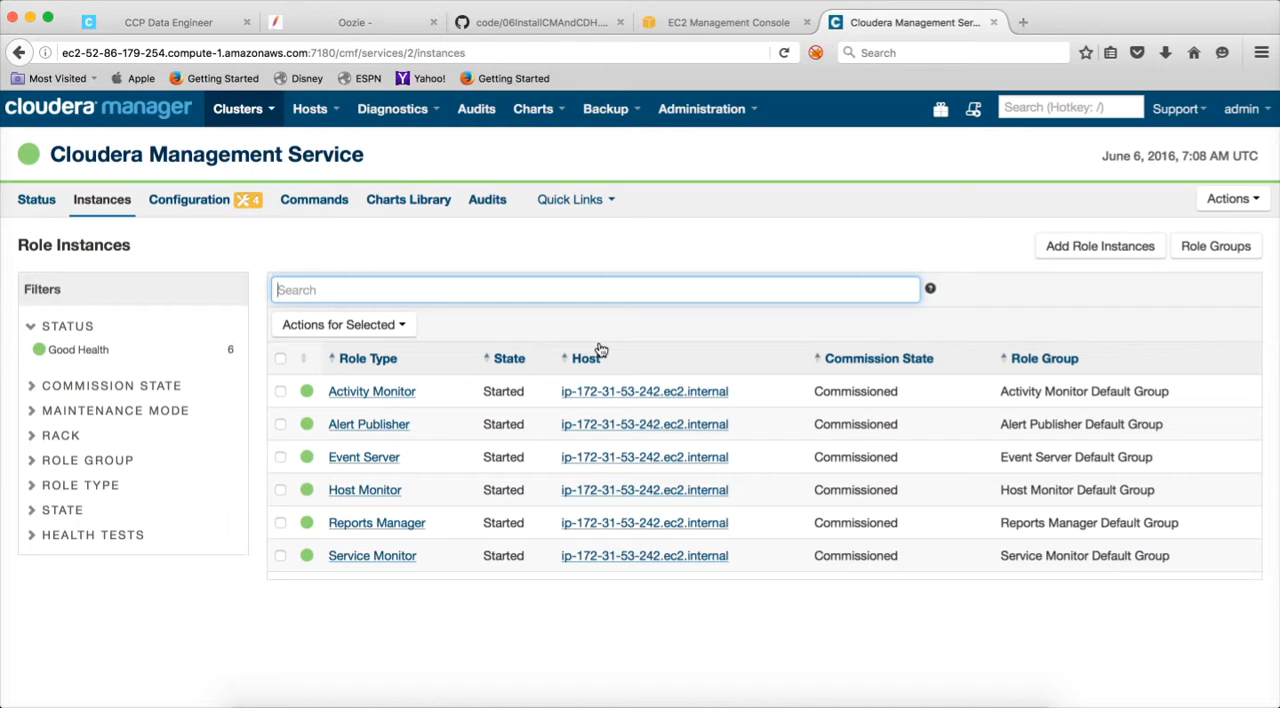 CCP Data Engineer
Oozie -
code/06InstallCMAndCDH....
EC2 Management Console
Cloudera Management Ser...
ec2-52-86-179-254.compute-1.amazonaws.com:7180/cmf/services/2/instances
Search
Most Visited
Apple
Getting Started
Disney
ESPN
Yahoo!
Getting Started
cloudera manager
Clusters
Hosts
Diagnostics
Audits
Charts
Backup
Administration
Search (Hotkey: /)
Support
admin
Cloudera Management Service
June 6, 2016, 7:08 AM UTC
Status
Instances
Configuration 4
Commands
Charts Library
Audits
Quick Links
Actions
Role Instances
Add Role Instances
Role Groups
Filters
STATUS
Good Health 6
COMMISSION STATE
MAINTENANCE MODE
RACK
ROLE GROUP
ROLE TYPE
STATE
HEALTH TESTS
Search
?
Actions for Selected
Role Type State Host Commission State Role Group
Activity Monitor Started ip-172-31-53-242.ec2.internal Commissioned Activity Monitor Default Group
Alert Publisher Started ip-172-31-53-242.ec2.internal Commissioned Alert Publisher Default Group
Event Server Started ip-172-31-53-242.ec2.internal Commissioned Event Server Default Group
Host Monitor Started ip-172-31-53-242.ec2.internal Commissioned Host Monitor Default Group
Reports Manager Started ip-172-31-53-242.ec2.internal Commissioned Reports Manager Default Group
Service Monitor Started ip-172-31-53-242.ec2.internal Commissioned Service Monitor Default Group